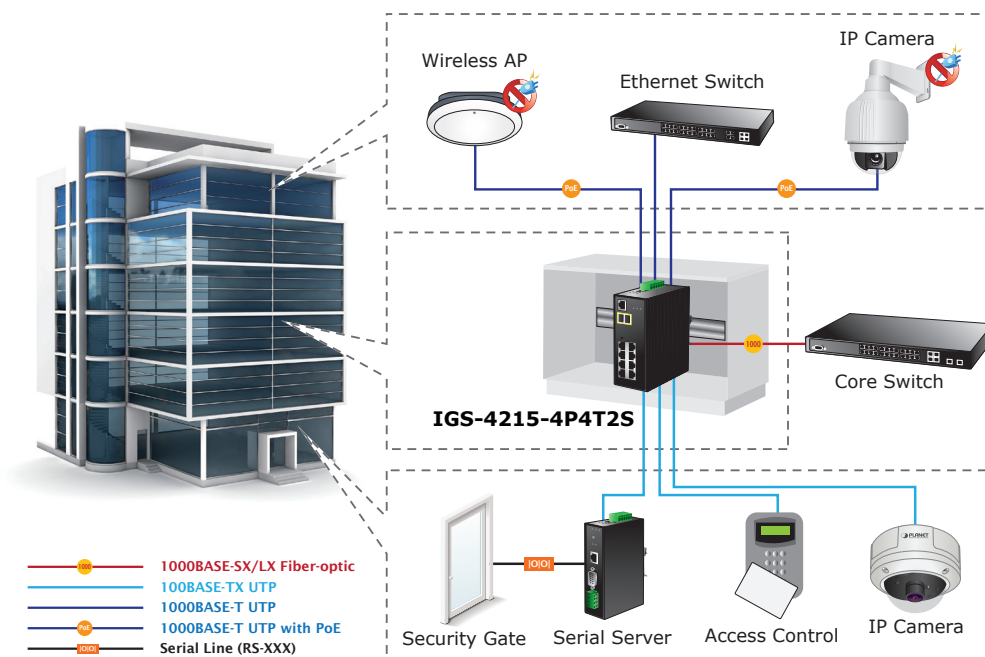 IP Camera
Wireless AP
Ethernet Switch
PoE
PoE
1000
Core Switch
IGS-4215-4P4T2S
PLANET
|O|O|
Security Gate
Serial Server
Access Control
IP Camera
1000
1000BASE-SX/LX Fiber-optic
100BASE-TX UTP
1000BASE-T UTP
PoE
1000BASE-T UTP with PoE
|O|O|
Serial Line (RS-XXX)